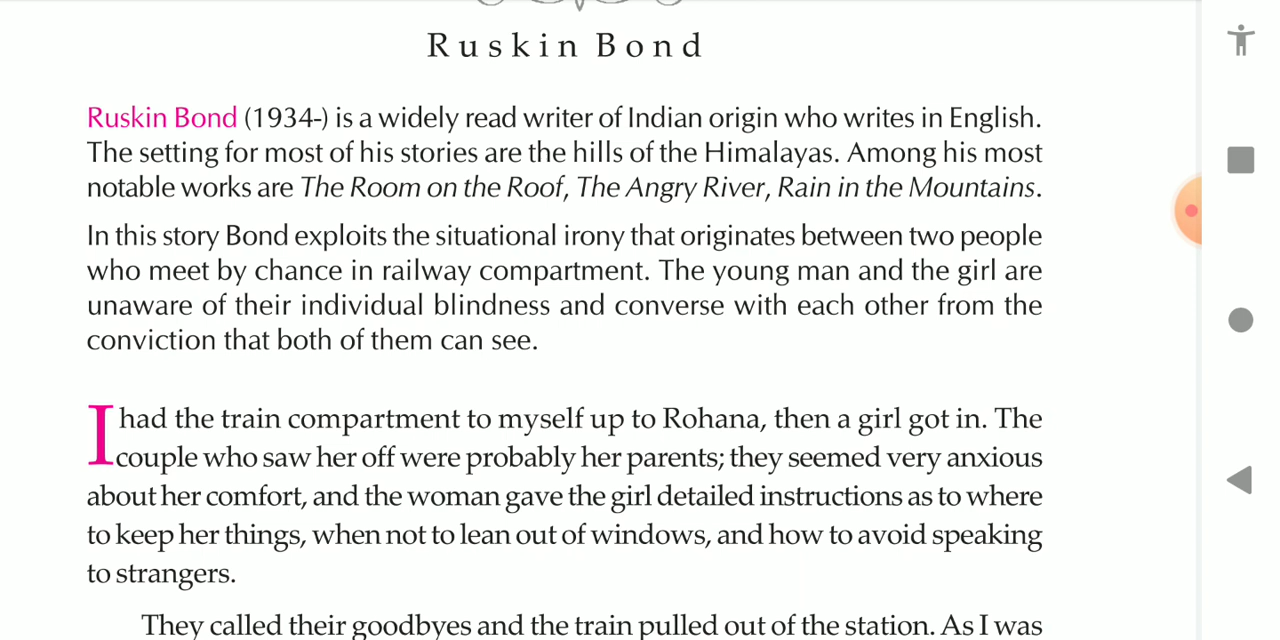 Ruskin Bond
Ruskin Bond (1934-) is a widely read writer of Indian origin who writes in English.
The setting for most of his stories are the hills of the Himalayas. Among his most
notable works are The Room on the Roof, The Angry River, Rain in the Mountains.
In this story Bond exploits the situational irony that originates between two people
who meet by chance in railway compartment. The young man and the girl are
unaware of their individual blindness and converse with each other from the
conviction that both of them can see.
I had the train compartment to myself up to Rohana, then a girl got in. The
couple who saw her off were probably her parents; they seemed very anxious
about her comfort, and the woman gave the girl detailed instructions as to where
to keep her things, when not to lean out of windows, and how to avoid speaking
to strangers.
They called their goodbyes and the train pulled out of the station. As I was